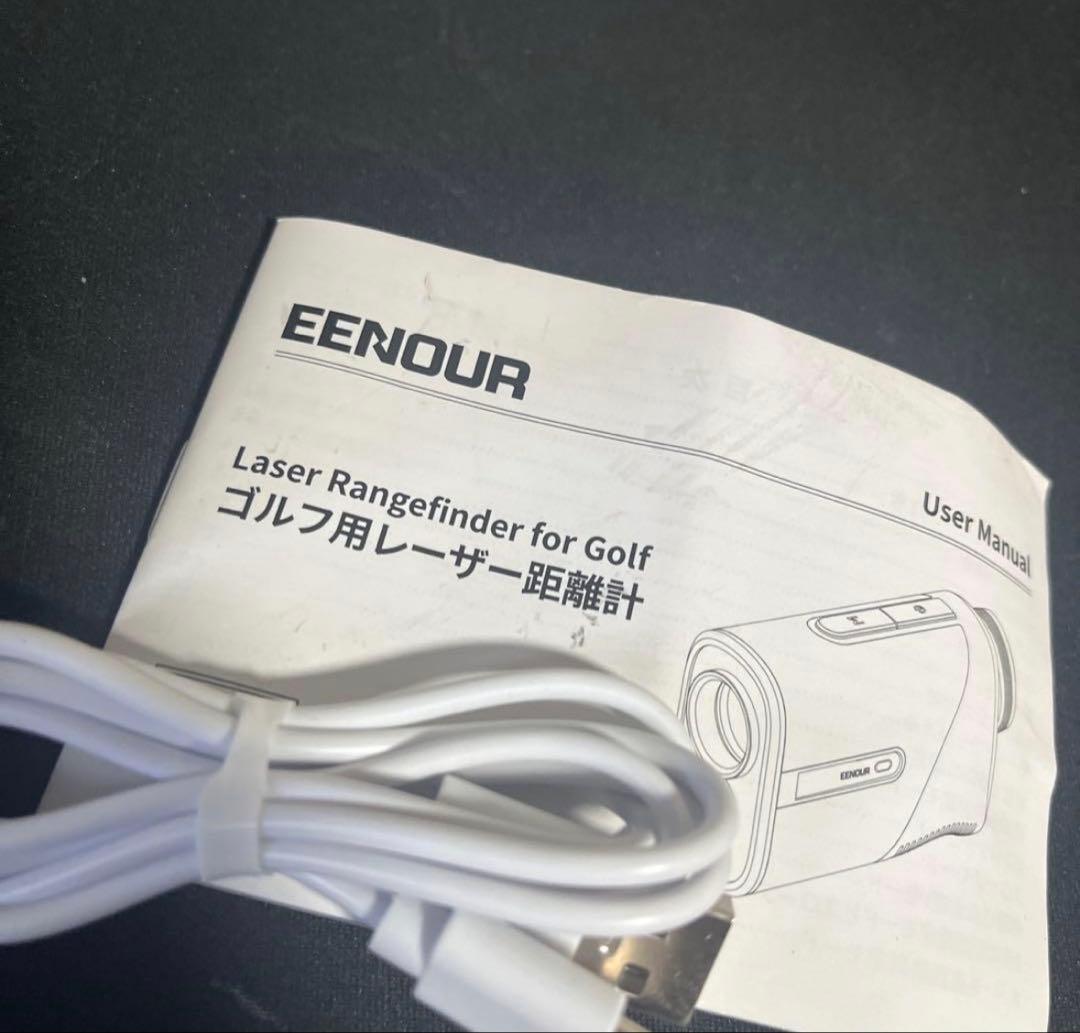 EENOUR
User Manual
Laser Rangefinder for Golf
ゴルフ用レーザー距離計
EENOUR